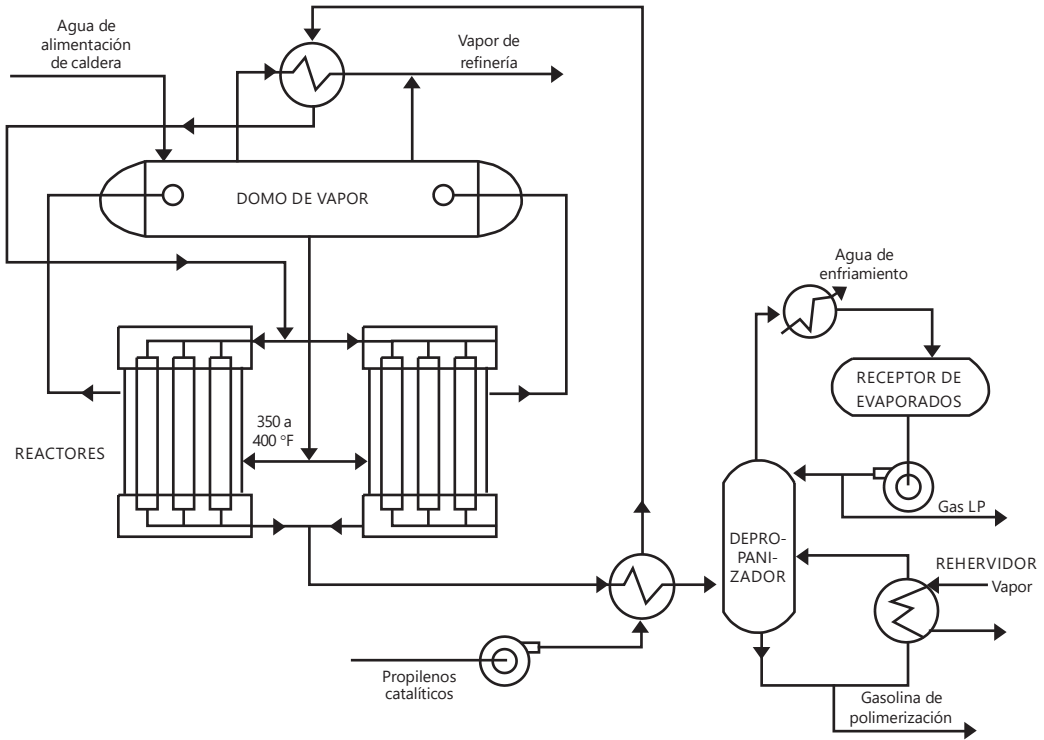 Agua de
alimentación
de caldera
Vapor de
refinería
DOMO DE VAPOR
Agua de
enfriamiento
RECEPTOR DE
EVAPORADOS
350 a
400 °F
REACTORES
Gas LP
DEPRO-
PANI-
ZADOR
REHERVIDOR
Vapor
Propilenos
catalíticos
Gasolina de
polimerización